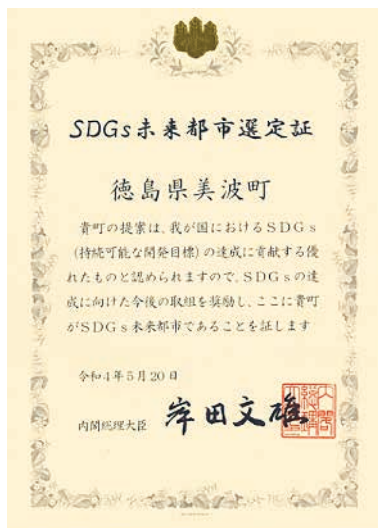 SDGs未来都市選定証
徳島県美波町
貴町の提案は、我が国におけるSDGs
(持続可能な開発目標)の達成に貢献する優
れたものと認められますので、SDGsの達
成に向けた今後の取組を奨励し、ここに貴町
がSDGs未来都市であることを証します
令和4年5月20日
内閣総理大臣 岸田文雄